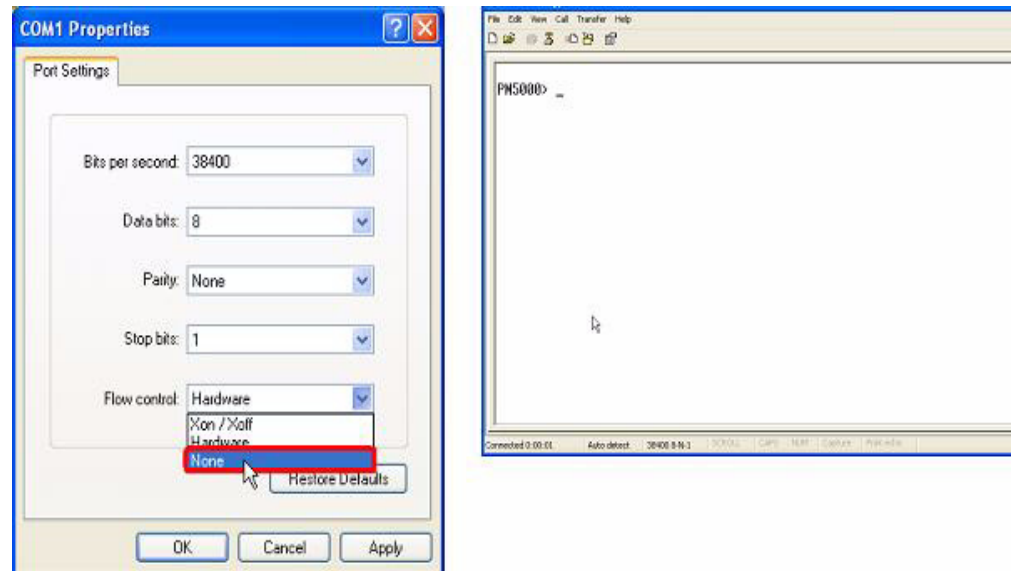 COM1 Properties
Port Settings
Bits per second: 38400
Data bits: 8
Parity: None
Stop bits: 1
Flow control: Hardware
Xon / Xoff
Hardware
None
Restore Defaults
OK Cancel Apply
File Edit View Call Transfer Help
PN5000> _
Connected 0:00:01 Auto detect 38400 8-N-1 SCROLL CAPS NUM Capture Print echo